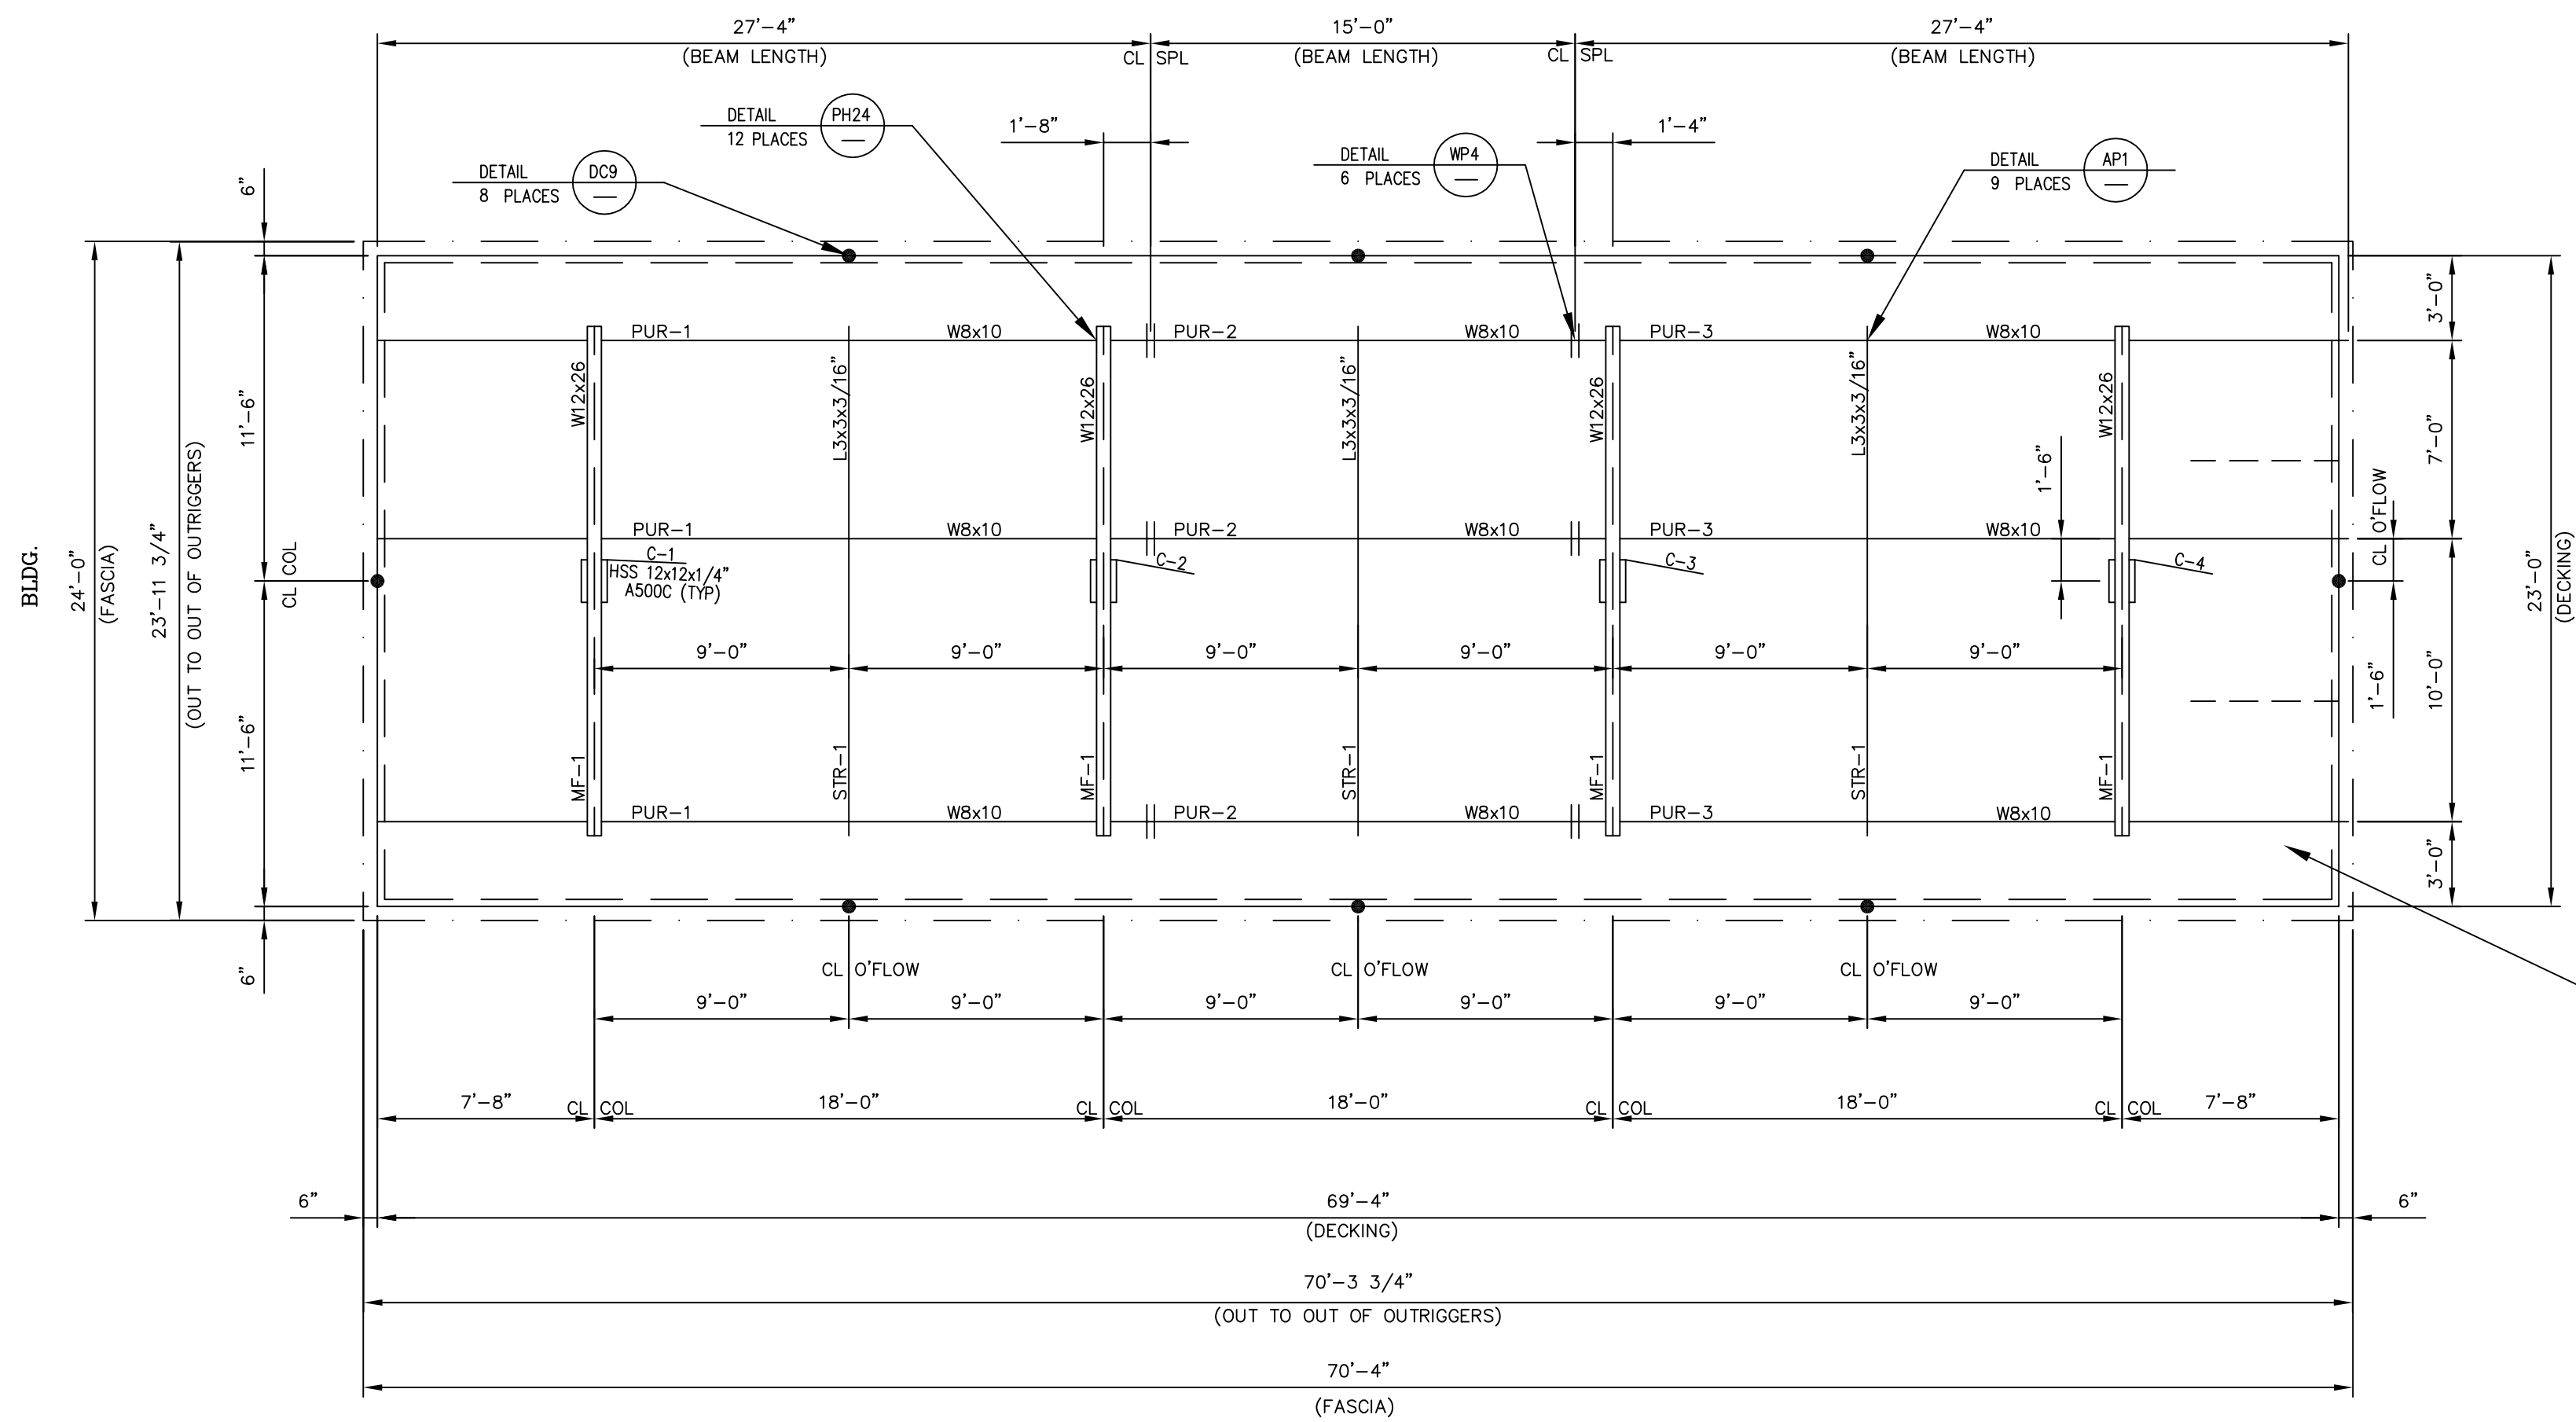 27'-4"
15'-0"
27'-4"
(BEAM LENGTH)
CL SPL
(BEAM LENGTH)
CL SPL
(BEAM LENGTH)
DETAIL
12 PLACES
PH24
1'-8"
DETAIL
6 PLACES
WP4
1'-4"
DETAIL
9 PLACES
AP1
DETAIL
8 PLACES
DC9
6"
BLDG.
24'-0"
(FASCIA)
23'-11 3/4"
(OUT TO OUT OF OUTRIGGERS)
11'-6"
CL COL
11'-6"
6"
PUR-1
W8x10
PUR-2
W8x10
PUR-3
W8x10
W12x26
L3x3x3/16"
W12x26
L3x3x3/16"
W12x26
L3x3x3/16"
W12x26
3'-0"
7'-0"
1'-6"
CL O'FLOW
PUR-1
W8x10
PUR-2
W8x10
PUR-3
W8x10
C-1
HSS 12x12x1/4"
A500C (TYP)
C-2
C-3
C-4
23'-0"
(DECKING)
9'-0"
9'-0"
9'-0"
9'-0"
9'-0"
9'-0"
1'-6"
10'-0"
MF-1
STR-1
MF-1
STR-1
MF-1
STR-1
MF-1
PUR-1
W8x10
PUR-2
W8x10
PUR-3
W8x10
3'-0"
CL O'FLOW
CL O'FLOW
CL O'FLOW
9'-0"
9'-0"
9'-0"
9'-0"
9'-0"
9'-0"
7'-8"
CL COL
18'-0"
CL COL
18'-0"
CL COL
18'-0"
CL COL
7'-8"
6"
69'-4"
(DECKING)
6"
70'-3 3/4"
(OUT TO OUT OF OUTRIGGERS)
70'-4"
(FASCIA)